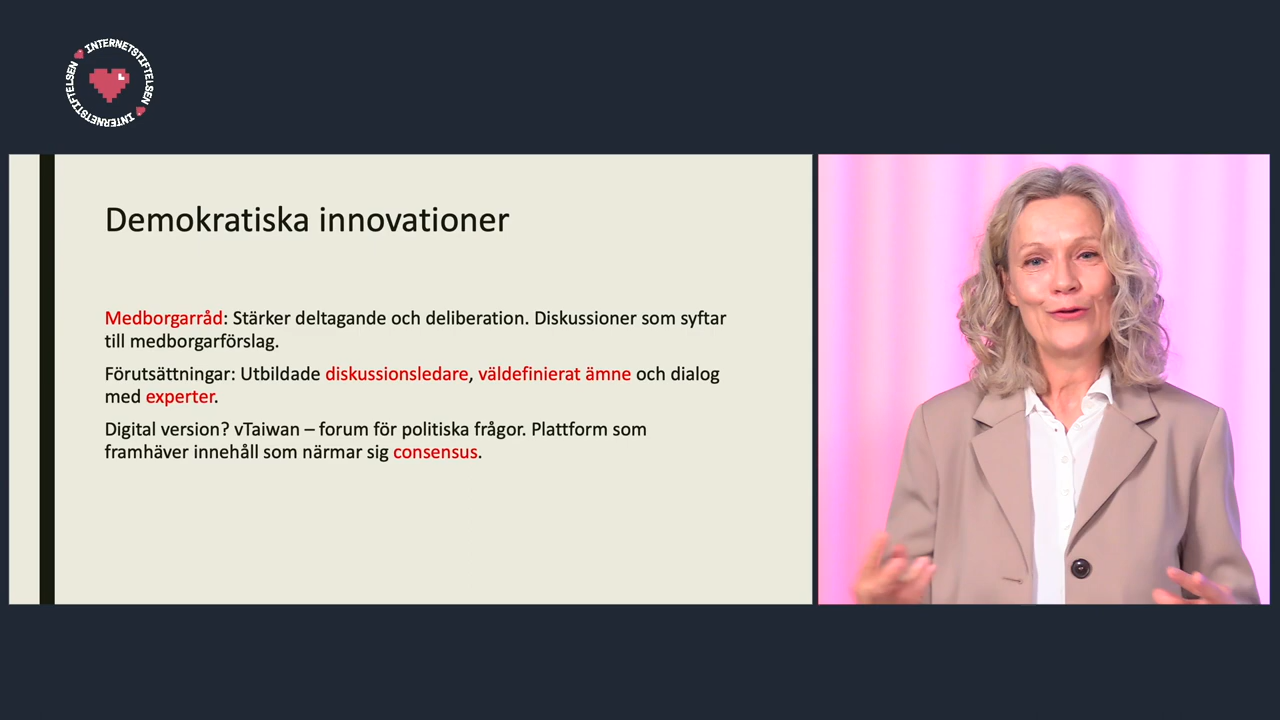 INTERNETSTIFTELSEN
INTERNETSTIFTELSEN
Demokratiska innovationer
Medborgarråd: Stärker deltagande och deliberation. Diskussioner som syftar
till medborgarförslag.
Förutsättningar: Utbildade diskussionsledare, väldefinierat ämne och dialog
med experter.
Digital version? vTaiwan – forum för politiska frågor. Plattform som
framhäver innehåll som närmar sig consensus.